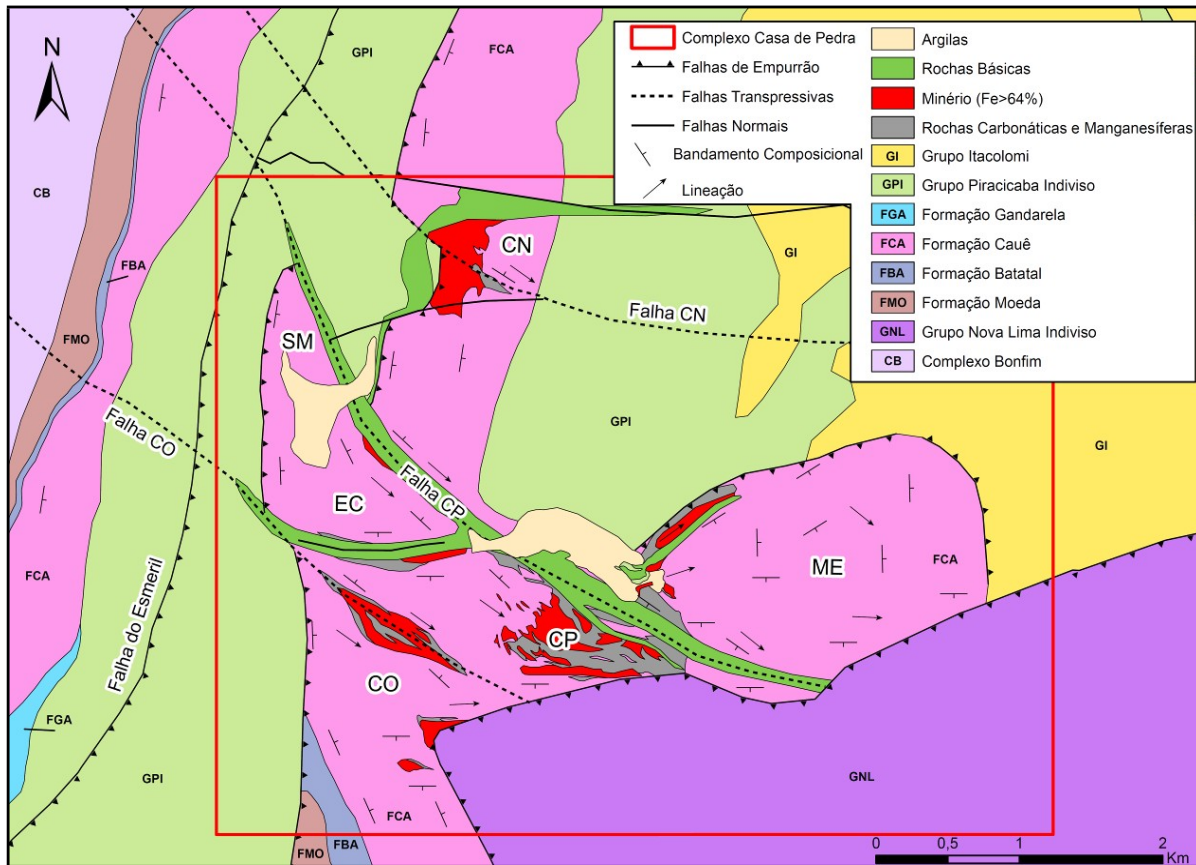 N
Complexo Casa de Pedra
Falhas de Empurrão
Falhas Transpressivas
Falhas Normais
Bandamento Composicional
Lineação
Argilas
Rochas Básicas
Minério (Fe>64%)
Rochas Carbonáticas e Manganesíferas
GI Grupo Itacolomi
GPI Grupo Piracicaba Indiviso
FGA Formação Gandarela
FCA Formação Cauê
FBA Formação Batatal
FMO Formação Moeda
GNL Grupo Nova Lima Indiviso
CB Complexo Bonfim
GPI
FCA
CB
FBA
FMO
CN
GI
Falha CN
SM
Falha CO
GPI
GI
Falha CP
EC
ME
FCA
FCA
Falha do Esmeril
CP
CO
FGA
GPI
GNL
FCA
FMO
FBA
0 0,5 1 2
Km